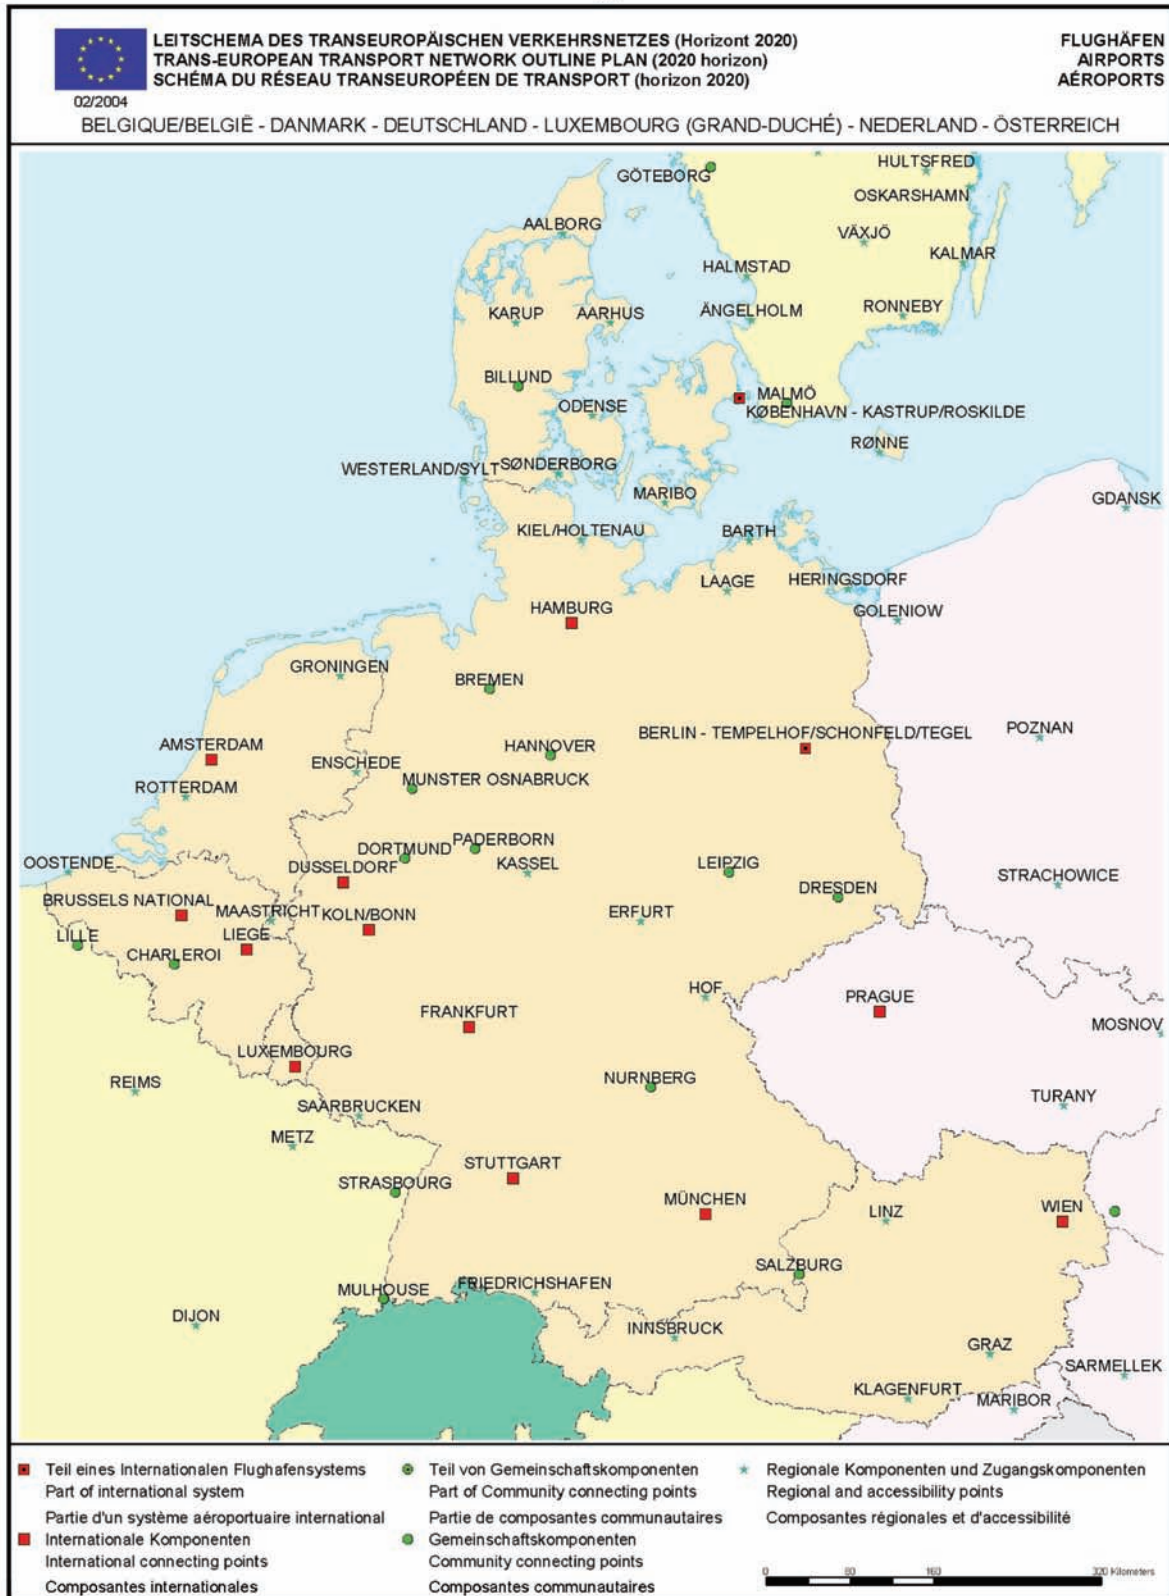 LEITSCHEMA DES TRANSEUROPÄISCHEN VERKEHRSNETZES (Horizont 2020)
TRANS-EUROPEAN TRANSPORT NETWORK OUTLINE PLAN (2020 horizon)
SCHÉMA DU RÉSEAU TRANSEUROPÉEN DE TRANSPORT (horizon 2020)
FLUGHÄFEN
AIRPORTS
AÉROPORTS
02/2004
BELGIQUE/BELGIË - DANMARK - DEUTSCHLAND - LUXEMBOURG (GRAND-DUCHÉ) - NEDERLAND - ÖSTERREICH
HULTSFRED
GÖTEBORG
OSKARSHAMN
AALBORG
VÄXJÖ
KALMAR
HALMSTAD
KARUP
AARHUS
ÄNGELHOLM
RONNEBY
BILLUND
MALMÖ
ODENSE
KØBENHAVN - KASTRUP/ROSKILDE
RØNNE
WESTERLAND/SYLT
SØNDERBORG
MARIBO
GDANSK
KIEL/HOLTENAU
BARTH
LAAGE
HERINGSDORF
HAMBURG
GOLENIOW
GRONINGEN
BREMEN
POZNAN
BERLIN - TEMPELHOF/SCHONFELD/TEGEL
AMSTERDAM
HANNOVER
ENSCHEDE
MUNSTER OSNABRUCK
ROTTERDAM
PADERBORN
DORTMUND
OOSTENDE
DUSSELDORF
KASSEL
LEIPZIG
STRACHOWICE
DRESDEN
BRUSSELS NATIONAL
MAASTRICHT
KOLN/BONN
ERFURT
LILLE
LIEGE
CHARLEROI
HOF
PRAGUE
FRANKFURT
MOSNOV
LUXEMBOURG
REIMS
NURNBERG
TURANY
SAARBRUCKEN
METZ
STUTTGART
STRASBOURG
MÜNCHEN
LINZ
WIEN
SALZBURG
MULHOUSE
FRIEDRICHSHAFEN
DIJON
INNSBRUCK
GRAZ
SARMELLEK
KLAGENFURT
MARIBOR
Teil eines Internationalen Flughafensystems
Part of international system
Partie d'un système aéroportuaire international
Internationale Komponenten
International connecting points
Composantes internationales
Teil von Gemeinschaftskomponenten
Part of Community connecting points
Partie de composantes communautaires
Gemeinschaftskomponenten
Community connecting points
Composantes communautaires
Regionale Komponenten und Zugangskomponenten
Regional and accessibility points
Composantes régionales et d'accessibilité
0 80 160 320 Kilometers